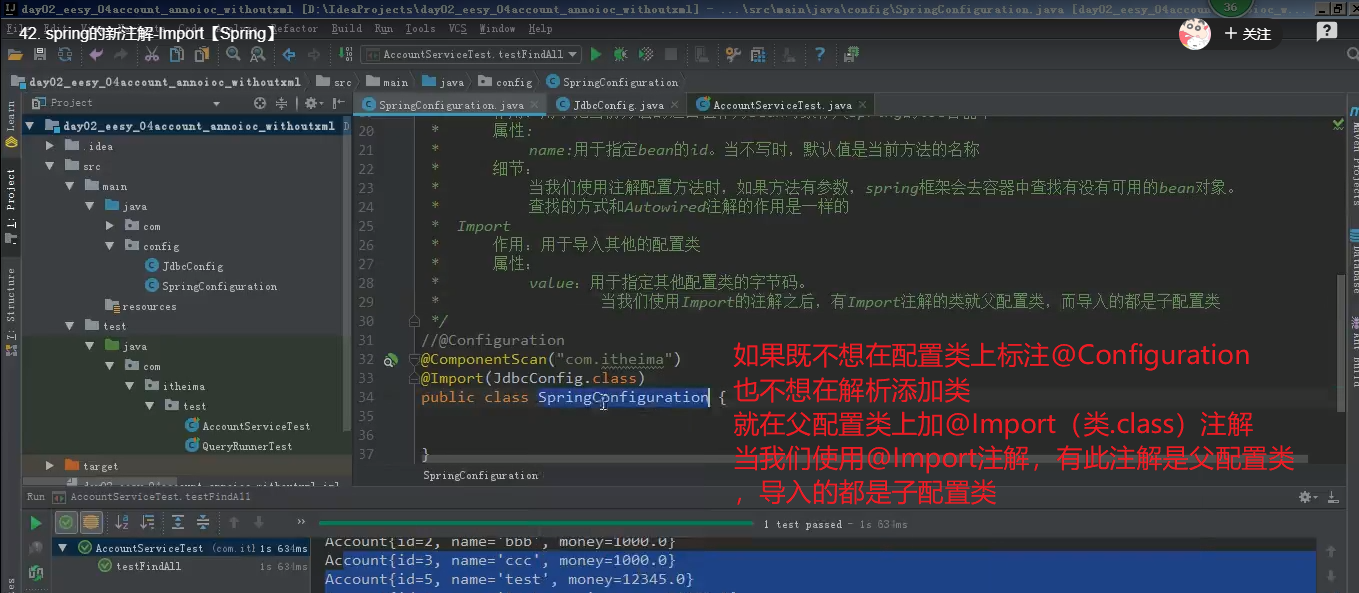 day02_eesy_04account_annoioc_withoutxml [D:\IdeaProjects\day02_eesy_04account_annoioc_withoutxml] - ...\src\main\java\config\SpringConfiguration.java
36
42. spring的新注解-Import【Spring】
Refactor Build Run Tools VCS Window Help
+ 关注
AccountServiceTest.testFindAll
day02_eesy_04account_annoioc_withoutxml src main java config SpringConfiguration
Project
SpringConfiguration.java JdbcConfig.java AccountServiceTest.java
day02_eesy_04account_annoioc_withoutxml
.idea
src
main
java
com
config
JdbcConfig
SpringConfiguration
resources
test
java
com
itheima
test
AccountServiceTest
QueryRunnerTest
target
Learn
1: Project
7: Structure
20 * 属性：
21 * name:用于指定bean的id。当不写时，默认值是当前方法的名称
22 * 细节：
23 * 当我们使用注解配置方法时，如果方法有参数，spring框架会去容器中查找有没有可用的bean对象。
24 * 查找的方式和Autowired注解的作用是一样的
25 * Import
26 * 作用：用于导入其他的配置类
27 * 属性：
28 * value：用于指定其他配置类的字节码。
29 * 当我们使用Import的注解之后，有Import注解的类就父配置类，而导入的都是子配置类
30 */
31 //@Configuration
32 @ComponentScan("com.itheima")
33 @Import(JdbcConfig.class)
34 public class SpringConfiguration {
35
36
37 }
如果既不想在配置类上标注@Configuration
也不想在解析添加类
就在父配置类上加@Import（类.class）注解
当我们使用@Import注解，有此注解是父配置类
，导入的都是子配置类
SpringConfiguration
Run AccountServiceTest.testFindAll
1 test passed - 1s 634ms
AccountServiceTest (com.itl 1s 634ms
testFindAll 1s 634ms
Account{id=2, name='bbb', money=1000.0}
Account{id=3, name='ccc', money=1000.0}
Account{id=5, name='test', money=12345.0}